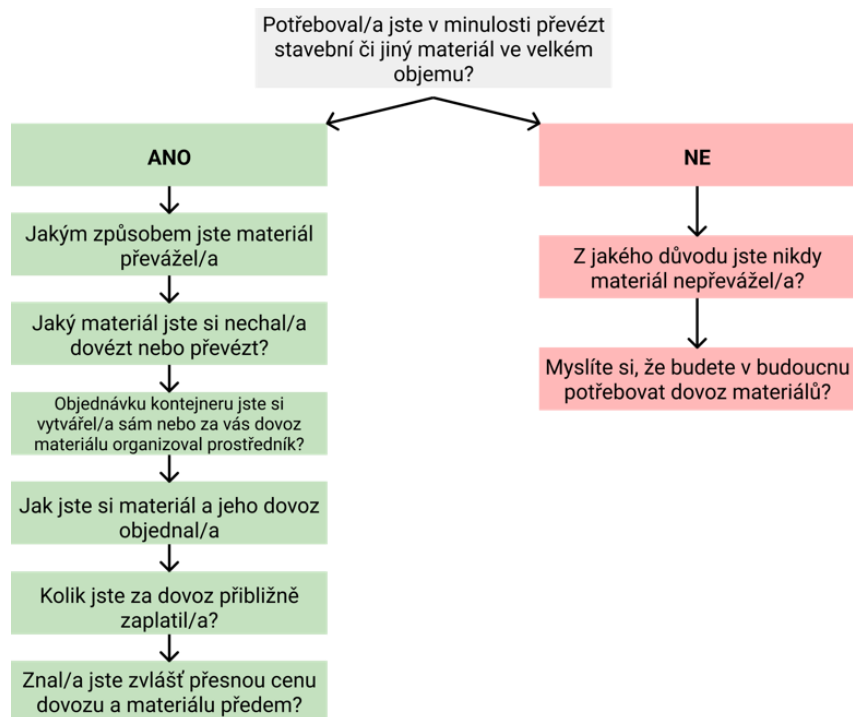 Potřeboval/a jste v minulosti převézt
stavební či jiný materiál ve velkém
objemu?
ANO
Jakým způsobem jste materiál
převážel/a
Jaký materiál jste si nechal/a
dovézt nebo převézt?
Objednávku kontejneru jste si
vytvářel/a sám nebo za vás dovoz
materiálu organizoval prostředník?
Jak jste si materiál a jeho dovoz
objednal/a
Kolik jste za dovoz přibližně
zaplatil/a?
Znal/a jste zvlášť přesnou cenu
dovozu a materiálu předem?
NE
Z jakého důvodu jste nikdy
materiál nepřevážel/a?
Myslíte si, že budete v budoucnu
potřebovat dovoz materiálů?